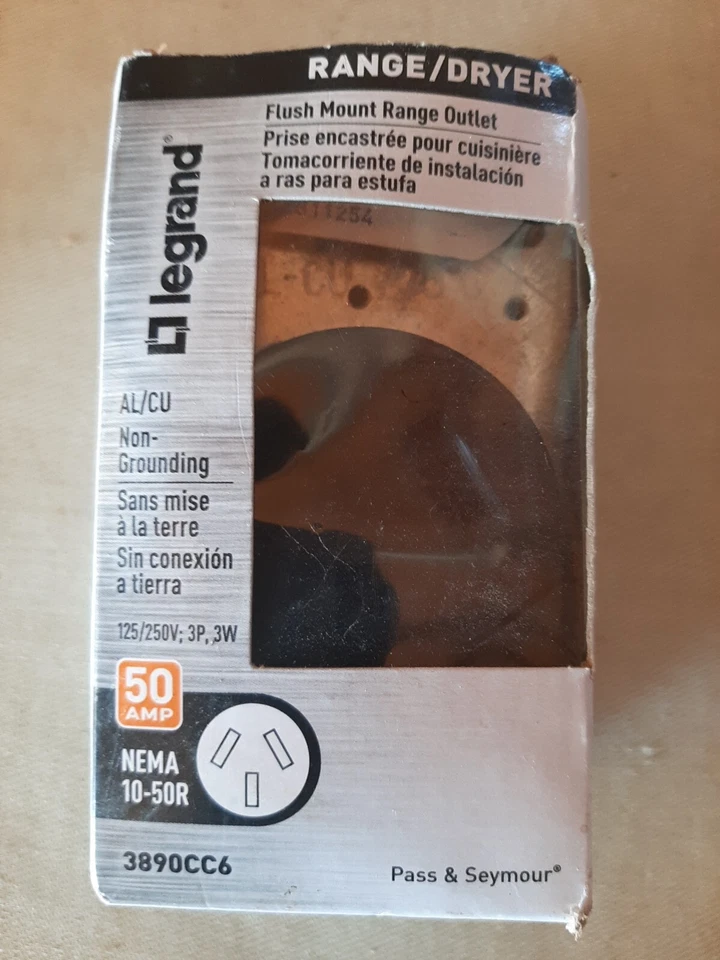 RANGE/DRYER
Flush Mount Range Outlet
Prise encastrée pour cuisinière
Tomacorriente de instalación
a ras para estufa
legrand®
11254
-CU
AL/CU
Non-
Grounding
Sans mise
à la terre
Sin conexión
a tierra
125/250V; 3P, 3W
50
AMP
NEMA
10-50R
3890CC6
Pass & Seymour®